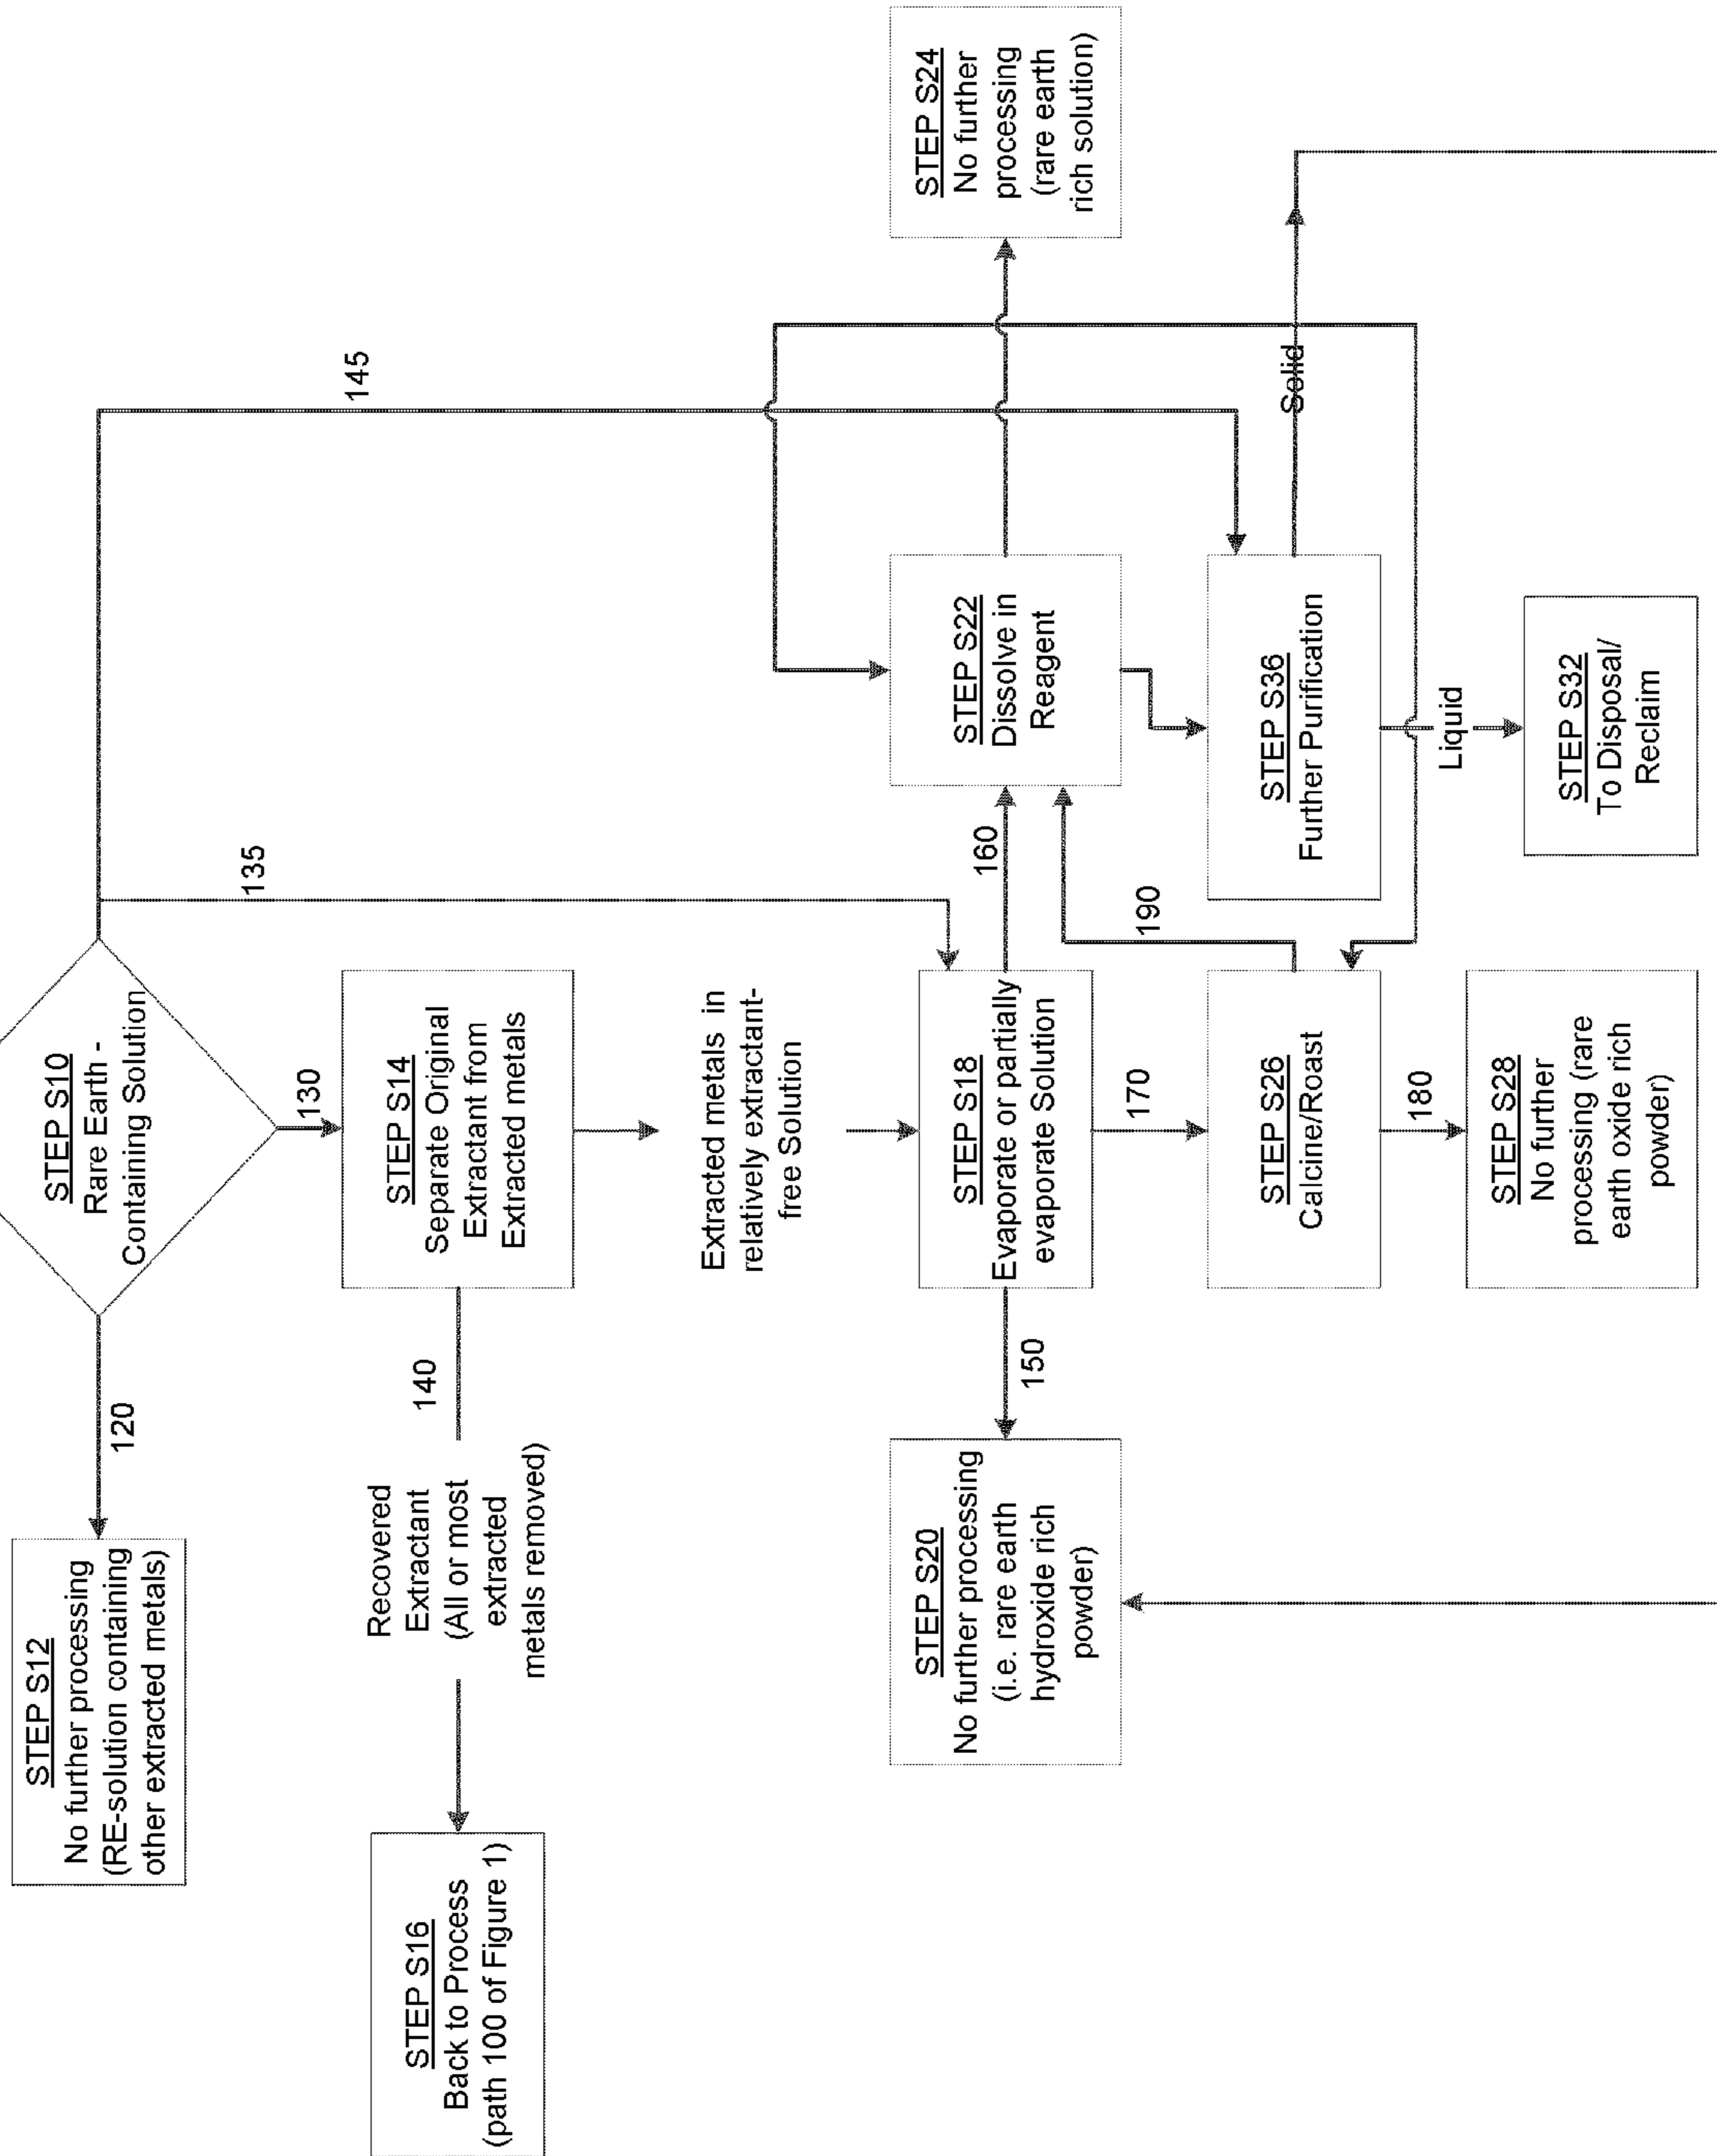 STEP S10
Rare Earth -
Containing Solution
120
STEP S12
No further processing
(RE-solution containing
other extracted metals)
130
135
145
STEP S14
Separate Original
Extractant from
Extracted metals
140
Recovered
Extractant
(All or most
extracted
metals removed)
STEP S16
Back to Process
(path 100 of Figure 1)
Extracted metals in
relatively extractant-
free Solution
STEP S18
Evaporate or partially
evaporate Solution
150
STEP S20
No further processing
(i.e. rare earth
hydroxide rich
powder)
160
STEP S22
Dissolve in
Reagent
STEP S24
No further
processing
(rare earth
rich solution)
170
STEP S26
Calcine/Roast
190
180
STEP S28
No further
processing (rare
earth oxide rich
powder)
STEP S36
Further Purification
Solid
Liquid
STEP S32
To Disposal/
Reclaim